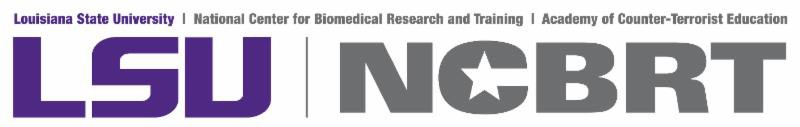 Louisiana State University | National Center for Biomedical Research and Training | Academy of Counter-Terrorist Education
LSU | NCBRT